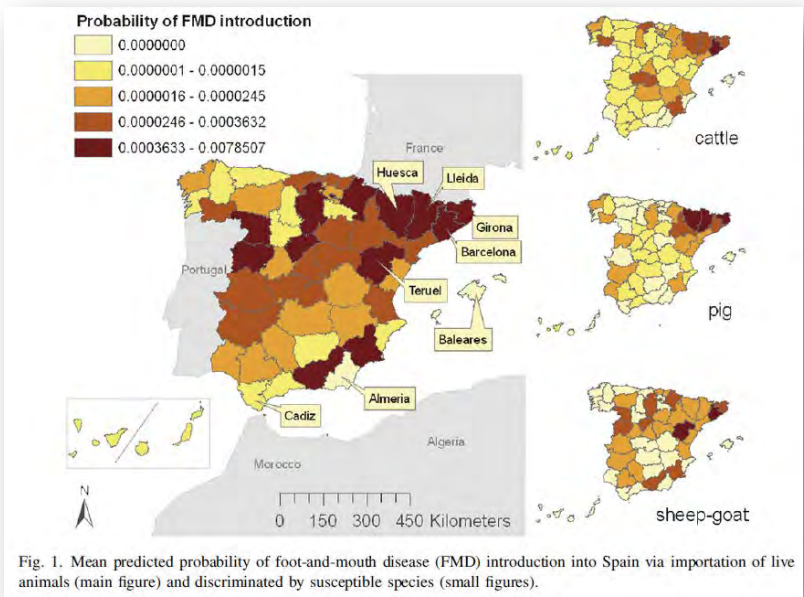 Probability of FMD introduction
0.0000000
0.0000001 - 0.0000015
0.0000016 - 0.0000245
0.0000246 - 0.0003632
0.0003633 - 0.0078507
France
Huesca
Lleida
Girona
Barcelona
Portugal
Teruel
Baleares
Almeria
Cadiz
Algeria
Morocco
N
0 150 300 450 Kilometers
cattle
pig
sheep-goat
Fig. 1. Mean predicted probability of foot-and-mouth disease (FMD) introduction into Spain via importation of live
animals (main figure) and discriminated by susceptible species (small figures).